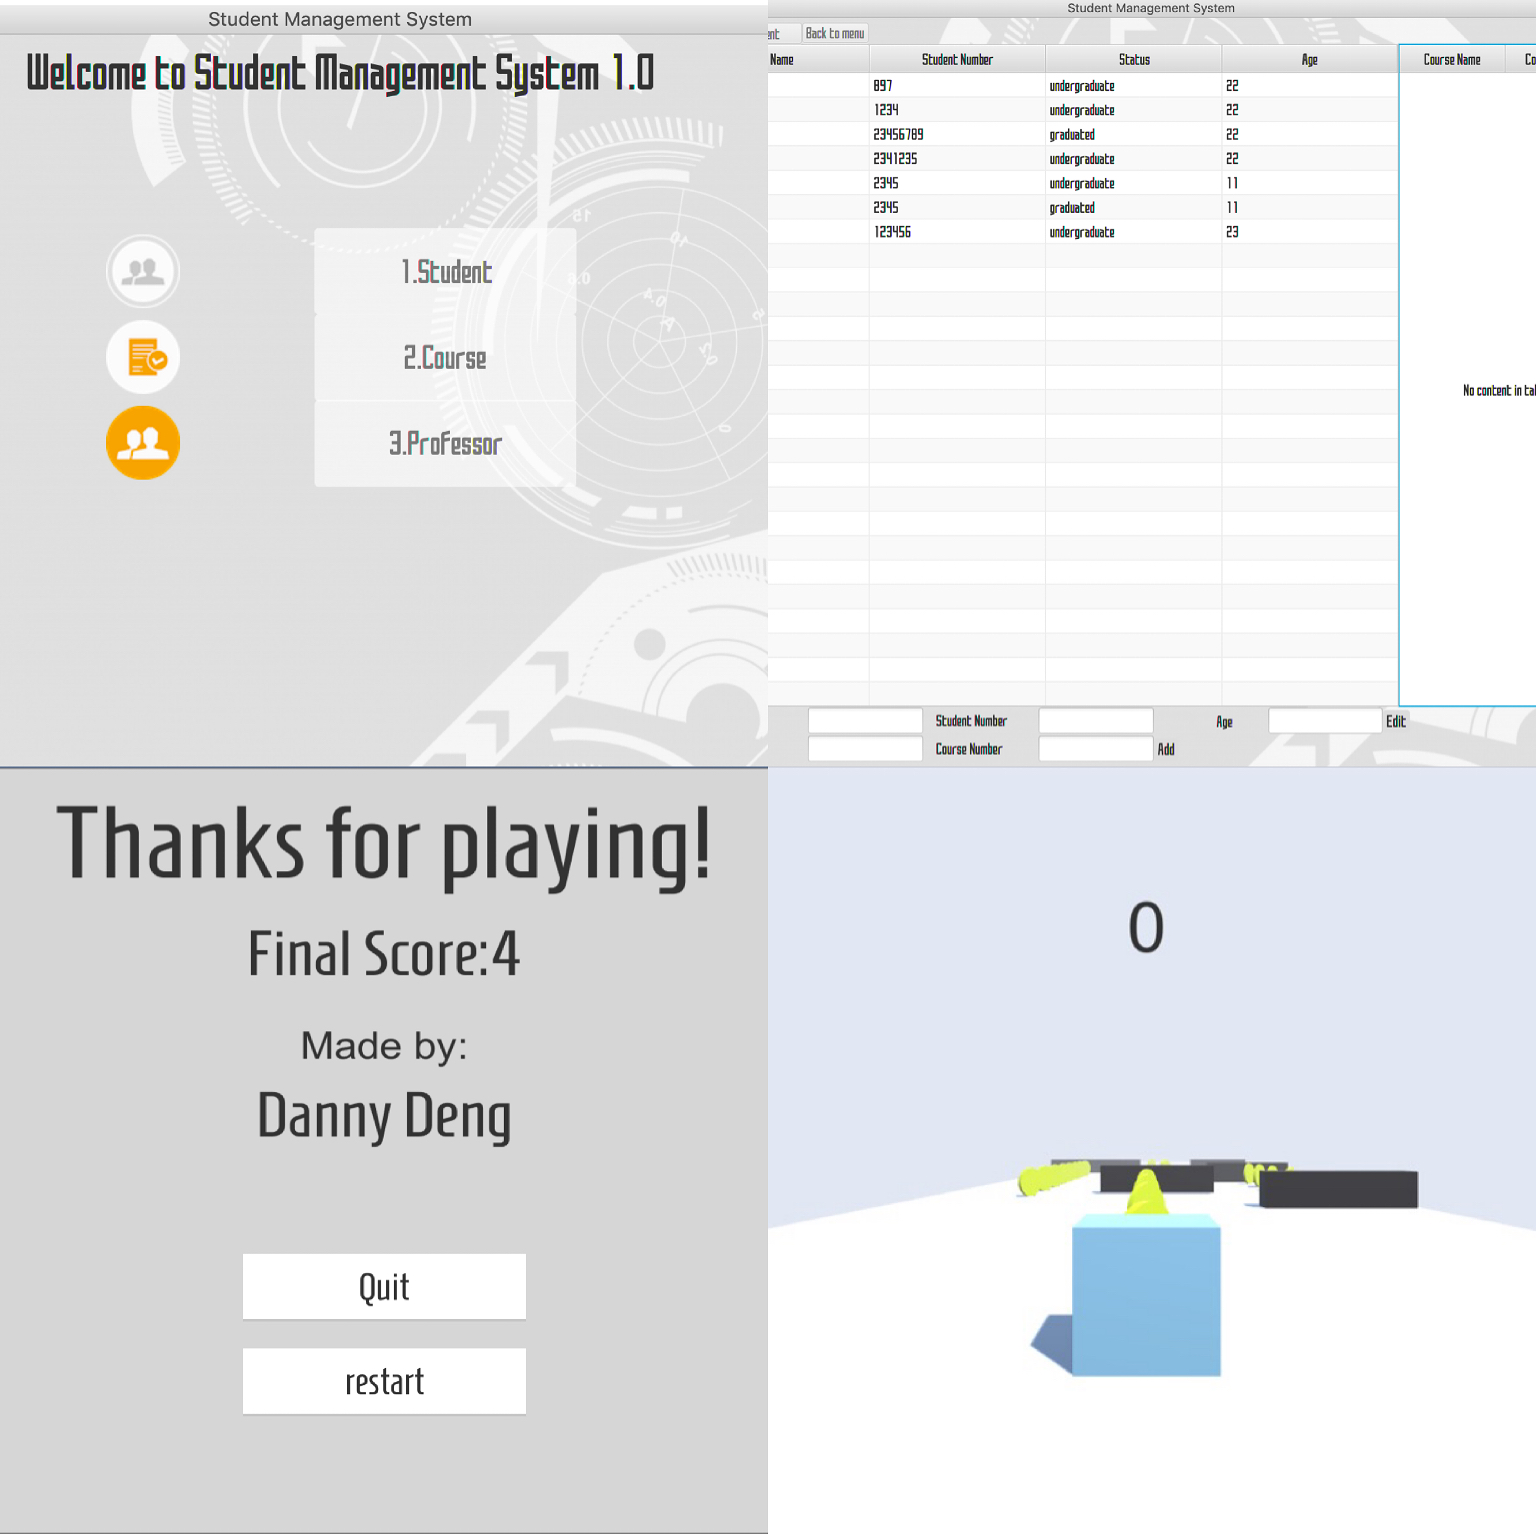 Student Management System
Welcome to Student Management System 1.0
1.Student
2.Course
3.Professor
Student Management System
Back to menu
Name Student Number Status Age Course Name
897 undergraduate 22
1234 undergraduate 22
23456789 graduated 22
2341235 undergraduate 22
2345 undergraduate 11
2345 graduated 11
123456 undergraduate 23
No content in
Student Number Age Edit
Course Number Add
Thanks for playing!
Final Score:4
Made by:
Danny Deng
Quit
restart
0